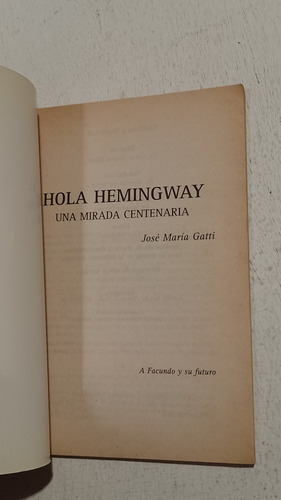 HOLA HEMINGWAY
UNA MIRADA CENTENARIA
José María Gatti
A Facundo y su futuro